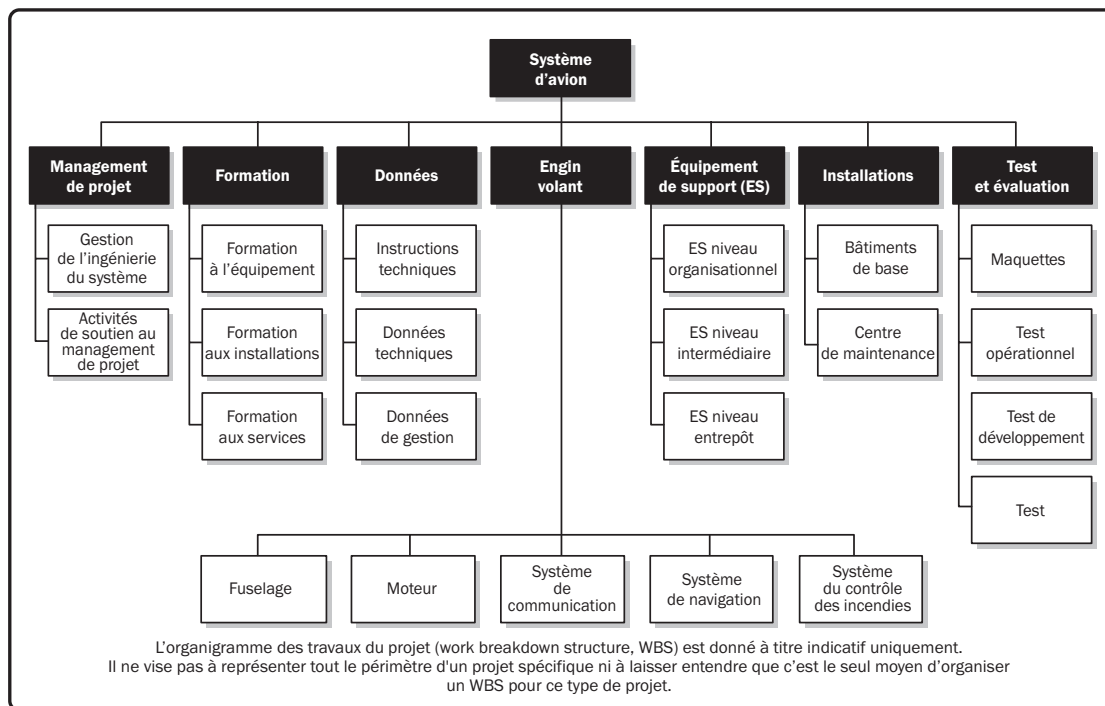 Système
d’avion
Management
de projet
Formation
Données
Engin
volant
Équipement
de support (ES)
Installations
Test
et évaluation
Gestion
de l’ingénierie
du système
Activités
de soutien au
management
de projet
Formation
à l’équipement
Formation
aux installations
Formation
aux services
Instructions
techniques
Données
techniques
Données
de gestion
ES niveau
organisationnel
ES niveau
intermédiaire
ES niveau
entrepôt
Bâtiments
de base
Centre
de maintenance
Maquettes
Test
opérationnel
Test de
développement
Test
Fuselage
Moteur
Système
de
communication
Système
de navigation
Système
du contrôle
des incendies
L’organigramme des travaux du projet (work breakdown structure, WBS) est donné à titre indicatif uniquement.
Il ne vise pas à représenter tout le périmètre d'un projet spécifique ni à laisser entendre que c’est le seul moyen d’organiser
un WBS pour ce type de projet.